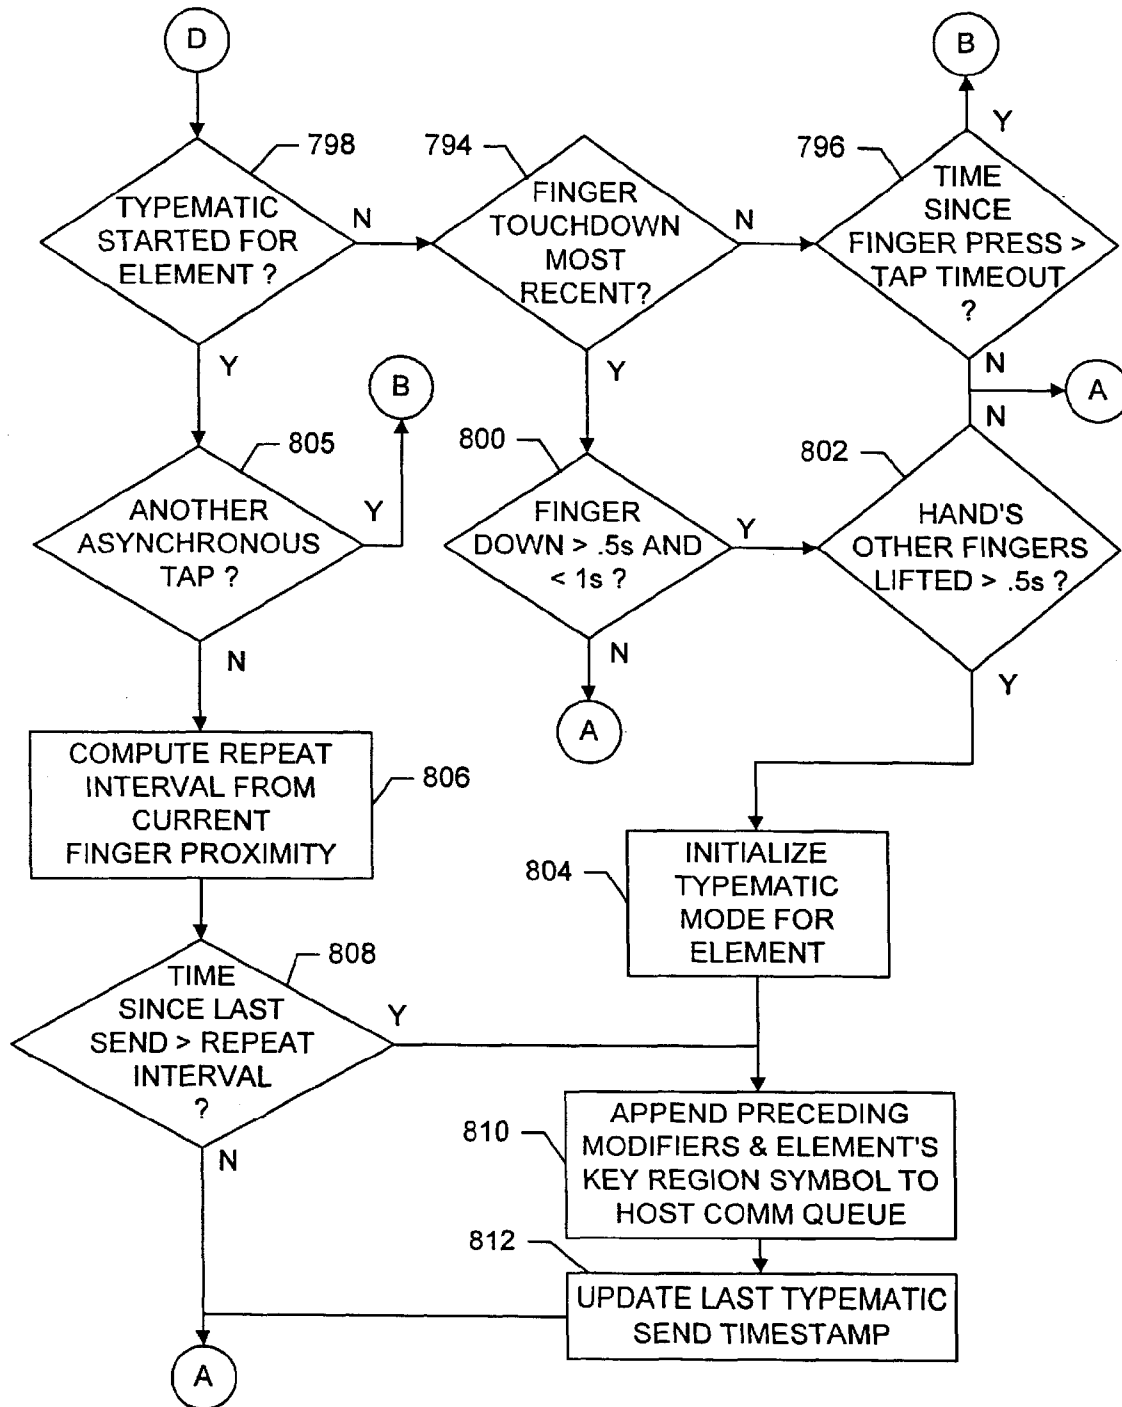 D
B
798
794
796
Y
TYPEMATIC
STARTED FOR
ELEMENT ?
N
FINGER
TOUCHDOWN
MOST
RECENT?
N
TIME
SINCE
FINGER PRESS >
TAP TIMEOUT
?
Y
B
Y
N
A
N
805
800
802
ANOTHER
ASYNCHRONOUS
TAP ?
Y
FINGER
DOWN > .5s AND
< 1s ?
Y
HAND'S
OTHER FINGERS
LIFTED > .5s ?
N
N
Y
A
COMPUTE REPEAT
INTERVAL FROM
CURRENT
FINGER PROXIMITY
806
804
INITIALIZE
TYPEMATIC
MODE FOR
ELEMENT
808
TIME
SINCE LAST
SEND > REPEAT
INTERVAL
?
Y
N
810
APPEND PRECEDING
MODIFIERS & ELEMENT'S
KEY REGION SYMBOL TO
HOST COMM QUEUE
812
UPDATE LAST TYPEMATIC
SEND TIMESTAMP
A